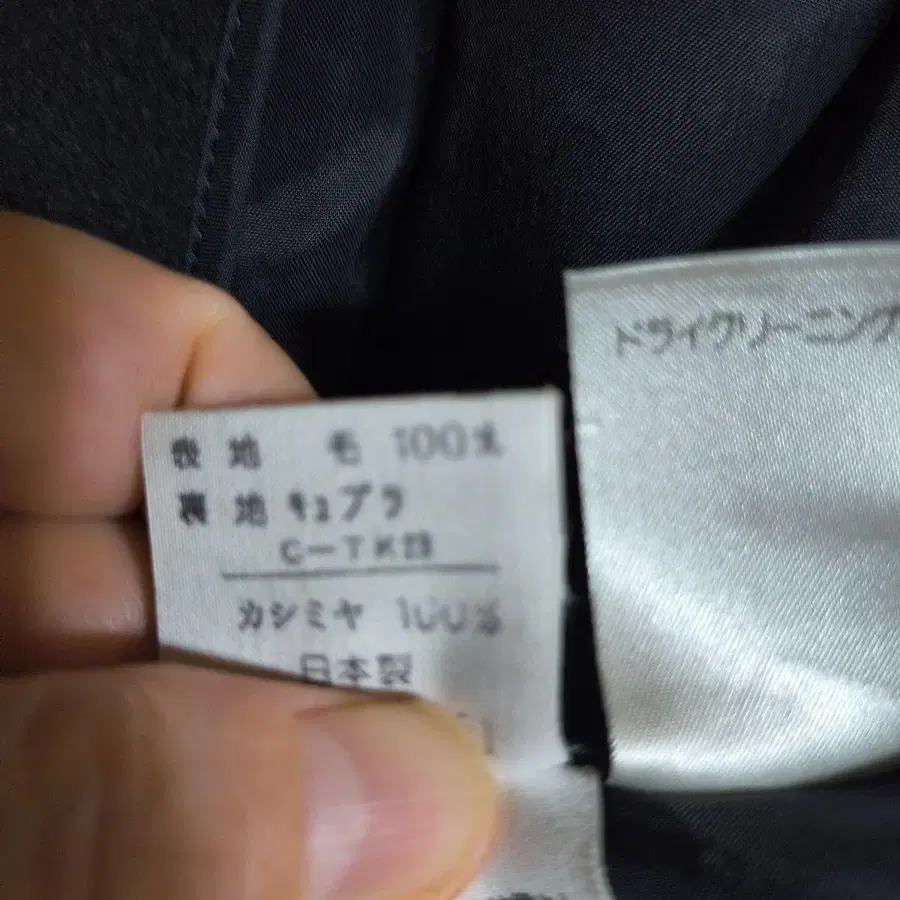 表地 毛 100%
裏地 キュプラ
カシミヤ 100%
日本製
ドライクリーニング